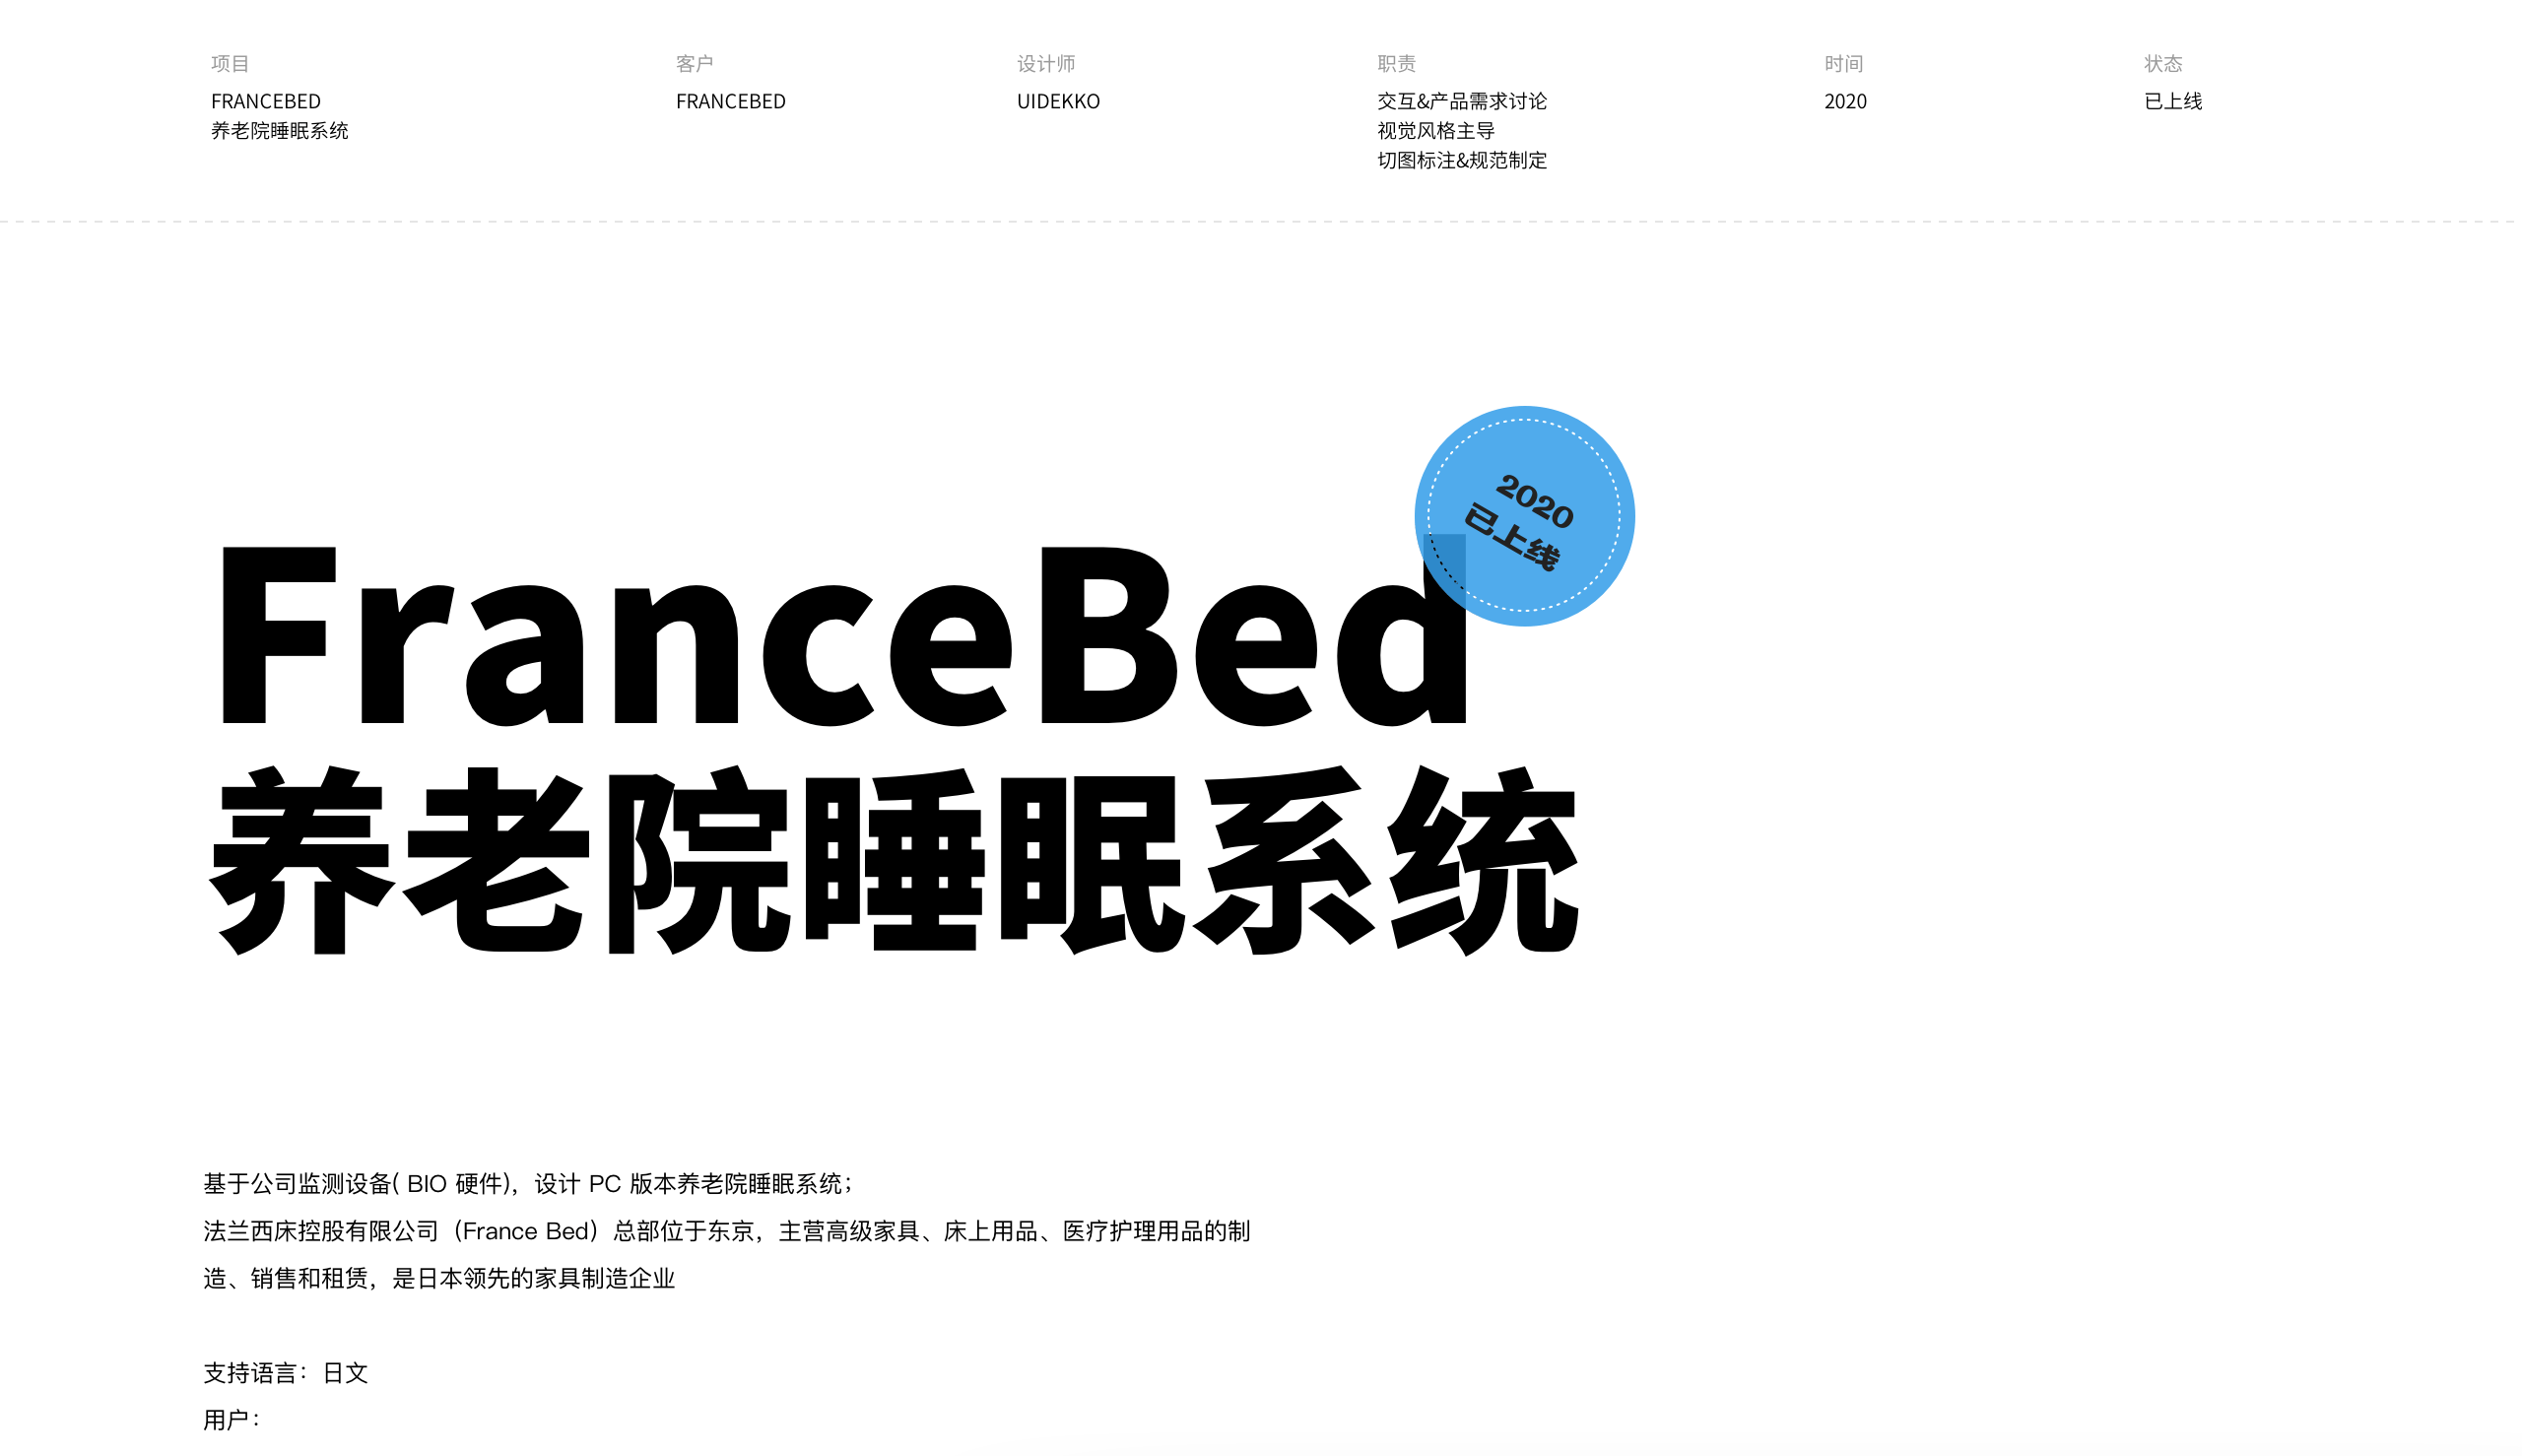 项目
FRANCEBED
养老院睡眠系统
客户
FRANCEBED
设计师
UIDEKKO
职责
交互&产品需求讨论
视觉风格主导
切图标注&规范制定
时间
2020
状态
已上线
2020
已上线
FranceBed
养老院睡眠系统
基于公司监测设备( BIO 硬件)，设计 PC 版本养老院睡眠系统；
法兰西床控股有限公司（France Bed）总部位于东京，主营高级家具、床上用品、医疗护理用品的制
造、销售和租赁，是日本领先的家具制造企业
支持语言：日文
用户：